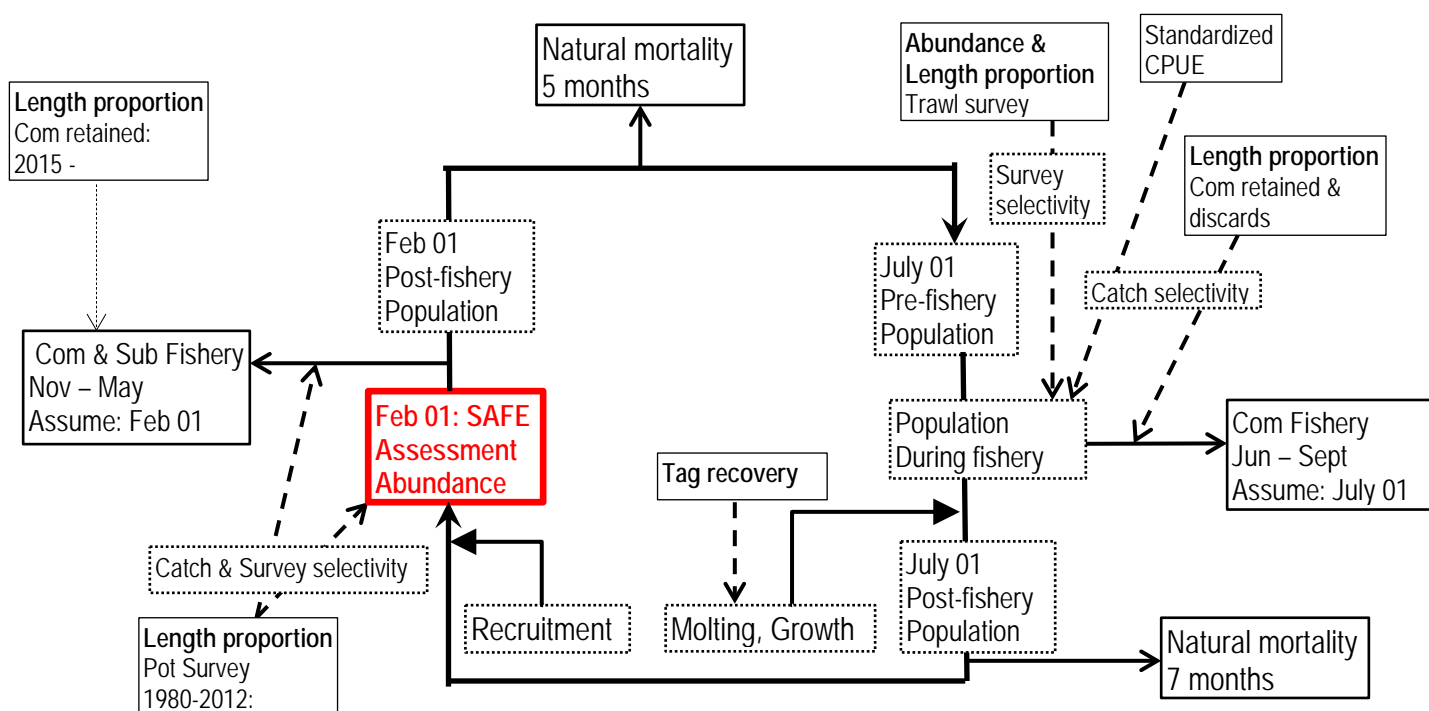 Natural mortality
5 months
Abundance &
Length proportion
Trawl survey
Standardized
CPUE
Length proportion
Com retained:
2015 -
Survey
selectivity
Length proportion
Com retained &
discards
Feb 01
Post-fishery
Population
July 01
Pre-fishery
Population
Catch selectivity
Com & Sub Fishery
Nov – May
Assume: Feb 01
Feb 01: SAFE
Assessment
Abundance
Population
During fishery
Com Fishery
Jun – Sept
Assume: July 01
Tag recovery
Catch & Survey selectivity
July 01
Post-fishery
Population
Recruitment
Molting, Growth
Length proportion
Pot Survey
1980-2012:
Natural mortality
7 months